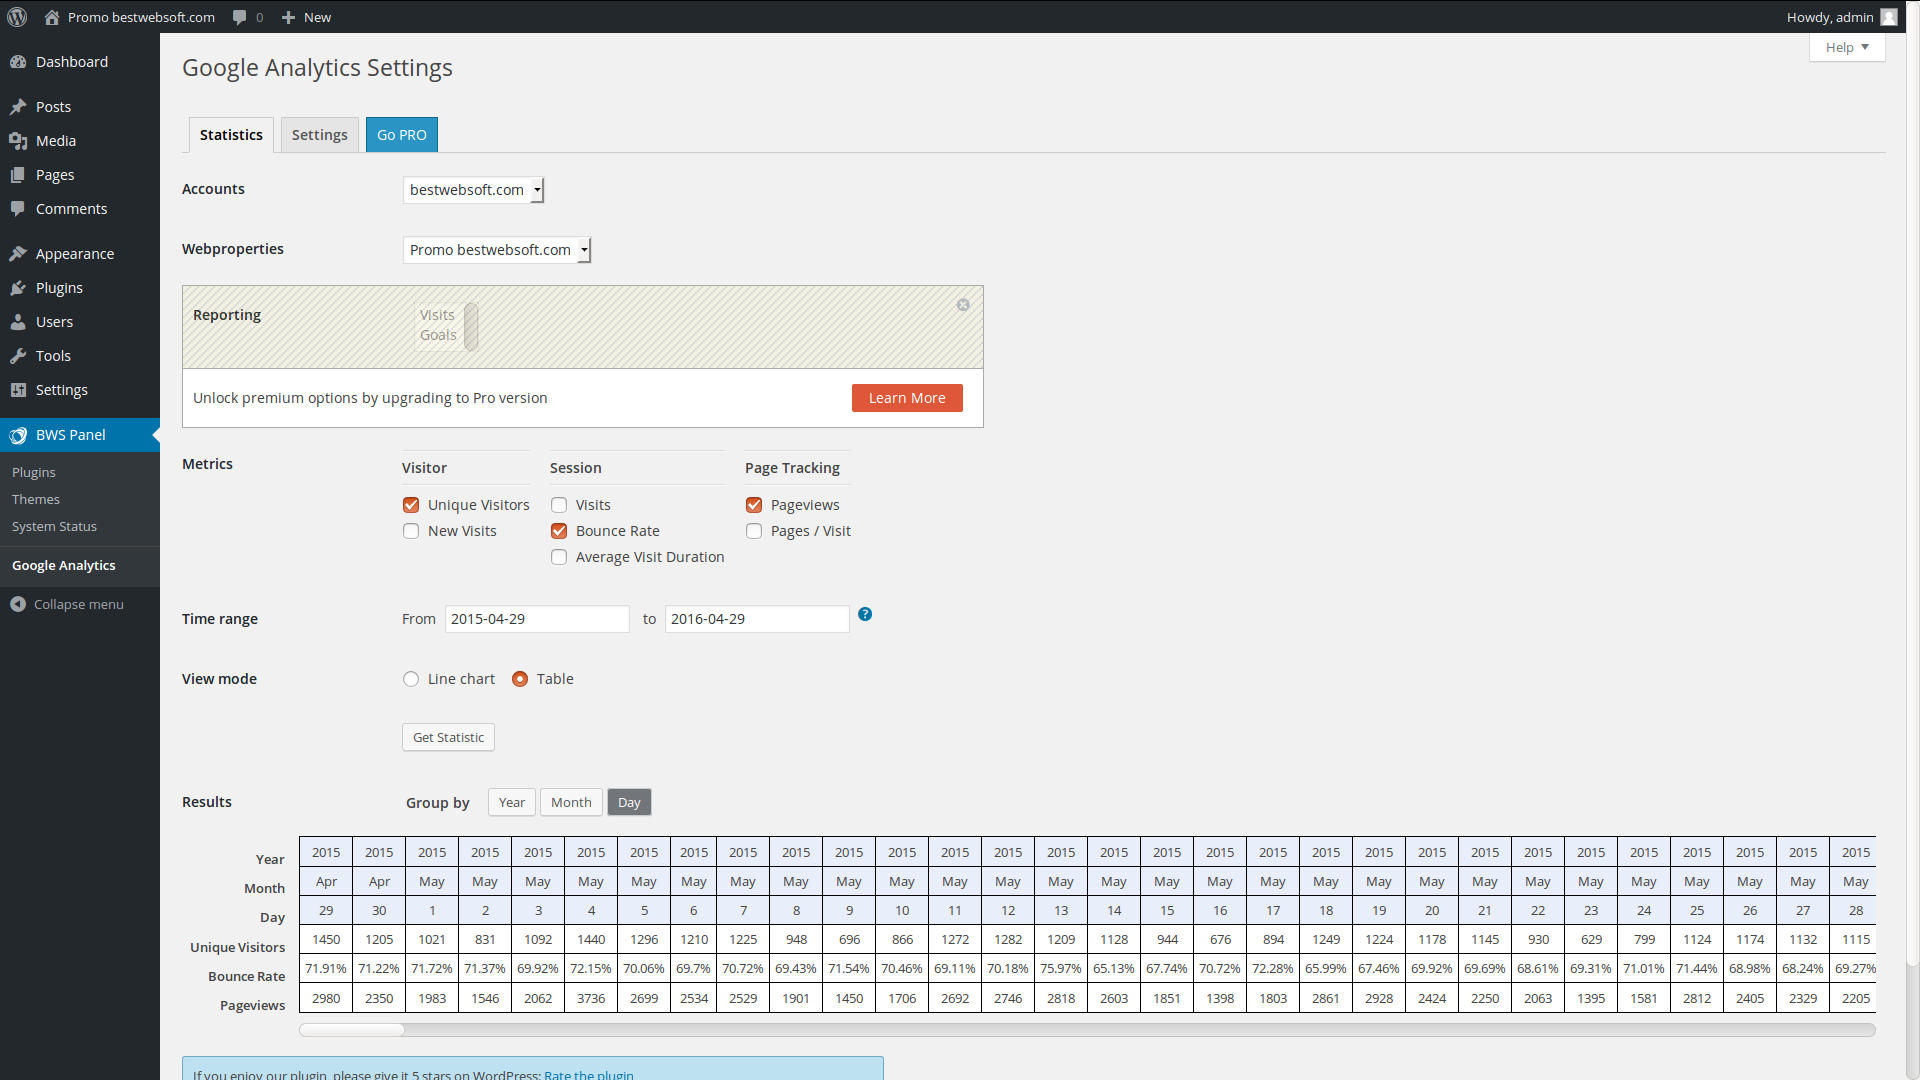 Promo bestwebsoft.com 0 New Howdy, admin
Help
Dashboard
Posts
Media
Pages
Comments
Appearance
Plugins
Users
Tools
Settings
BWS Panel
Plugins
Themes
System Status
Google Analytics
Collapse menu
Google Analytics Settings
Statistics Settings Go PRO
Accounts bestwebsoft.com
Webproperties Promo bestwebsoft.com
Reporting Visits
Goals
Unlock premium options by upgrading to Pro version Learn More
Metrics Visitor Session Page Tracking
Unique Visitors Visits Pageviews
New Visits Bounce Rate Pages / Visit
Average Visit Duration
Time range From 2015-04-29 to 2016-04-29 ?
View mode Line chart Table
Get Statistic
Results Group by Year Month Day
Year 2015 2015 2015 2015 2015 2015 2015 2015 2015 2015 2015 2015 2015 2015 2015 2015 2015 2015 2015 2015 2015 2015 2015 2015 2015 2015 2015 2015 2015 2015
Month Apr Apr May May May May May May May May May May May May May May May May May May May May May May May May May May May May
Day 29 30 1 2 3 4 5 6 7 8 9 10 11 12 13 14 15 16 17 18 19 20 21 22 23 24 25 26 27 28
Unique Visitors 1450 1205 1021 831 1092 1440 1296 1210 1225 948 696 866 1272 1282 1209 1128 944 676 894 1249 1224 1178 1145 930 629 799 1124 1174 1132 1115
Bounce Rate 71.91% 71.22% 71.72% 71.37% 69.92% 72.15% 70.06% 69.7% 70.72% 69.43% 71.54% 70.46% 69.11% 70.18% 75.97% 65.13% 67.74% 70.72% 72.28% 65.99% 67.46% 69.92% 69.69% 68.61% 69.31% 71.01% 71.44% 68.98% 68.24% 69.27%
Pageviews 2980 2350 1983 1546 2062 3736 2699 2534 2529 1901 1450 1706 2692 2746 2818 2603 1851 1398 1803 2861 2928 2424 2250 2063 1395 1581 2812 2405 2329 2205
If you enjoy our plugin, please give it 5 stars on WordPress: Rate the plugin